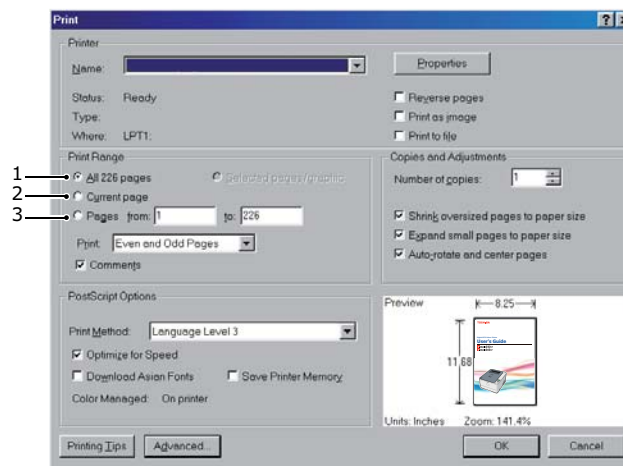 Print
Printer
Name:
Properties
Status: Ready
Type:
Where: LPT1:
Reverse pages
Print as image
Print to file
Print Range
1 All 226 pages Selected pages/graphic
2 Current page
3 Pages from: 1 to: 226
Print: Even and Odd Pages
Comments
Copies and Adjustments
Number of copies: 1
Shrink oversized pages to paper size
Expand small pages to paper size
Auto-rotate and center pages
PostScript Options
Print Method: Language Level 3
Optimize for Speed
Download Asian Fonts Save Printer Memory
Color Managed: On printer
Preview
8.25
11.68
User's Guide
Units: Inches Zoom: 141.4%
Printing Tips Advanced... OK Cancel